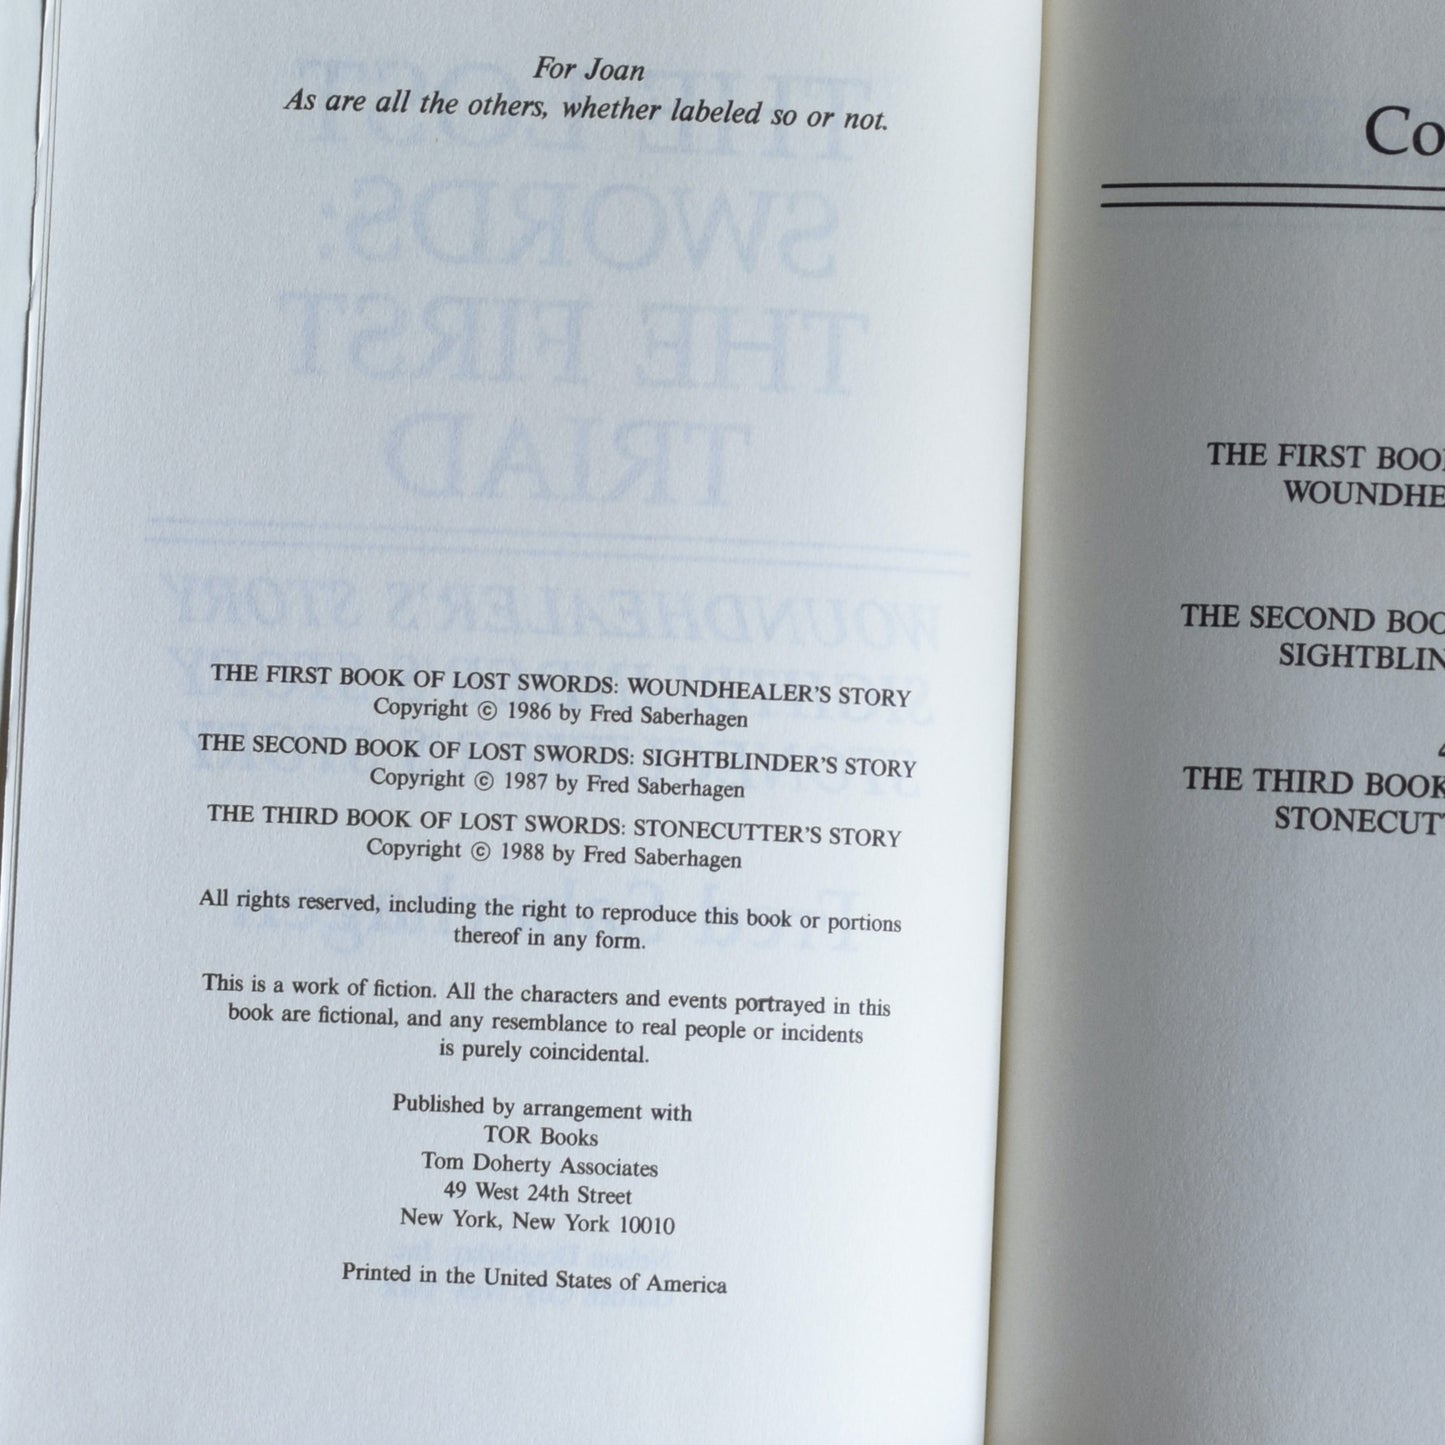 For Joan
As are all the others, whether labeled so or not.
THE FIRST BOOK OF LOST SWORDS: WOUNDHEALER'S STORY
Copyright © 1986 by Fred Saberhagen
THE SECOND BOOK OF LOST SWORDS: SIGHTBLINDER'S STORY
Copyright © 1987 by Fred Saberhagen
THE THIRD BOOK OF LOST SWORDS: STONECUTTER'S STORY
Copyright © 1988 by Fred Saberhagen
All rights reserved, including the right to reproduce this book or portions
thereof in any form.
This is a work of fiction. All the characters and events portrayed in this
book are fictional, and any resemblance to real people or incidents
is purely coincidental.
Published by arrangement with
TOR Books
Tom Doherty Associates
49 West 24th Street
New York, New York 10010
Printed in the United States of America
Co
THE FIRST BOO
WOUNDHE
THE SECOND BOO
SIGHTBLIN
THE THIRD BOOK
STONECUT